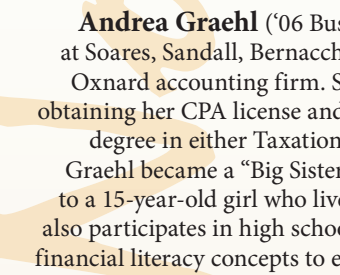 Andrea Graehl (‘06 Bus
at Soares, Sandall, Bernacch
Oxnard accounting firm. S
obtaining her CPA license and
degree in either Taxation
Graehl became a “Big Sister
to a 15-year-old girl who live
also participates in high schoo
financial literacy concepts to e